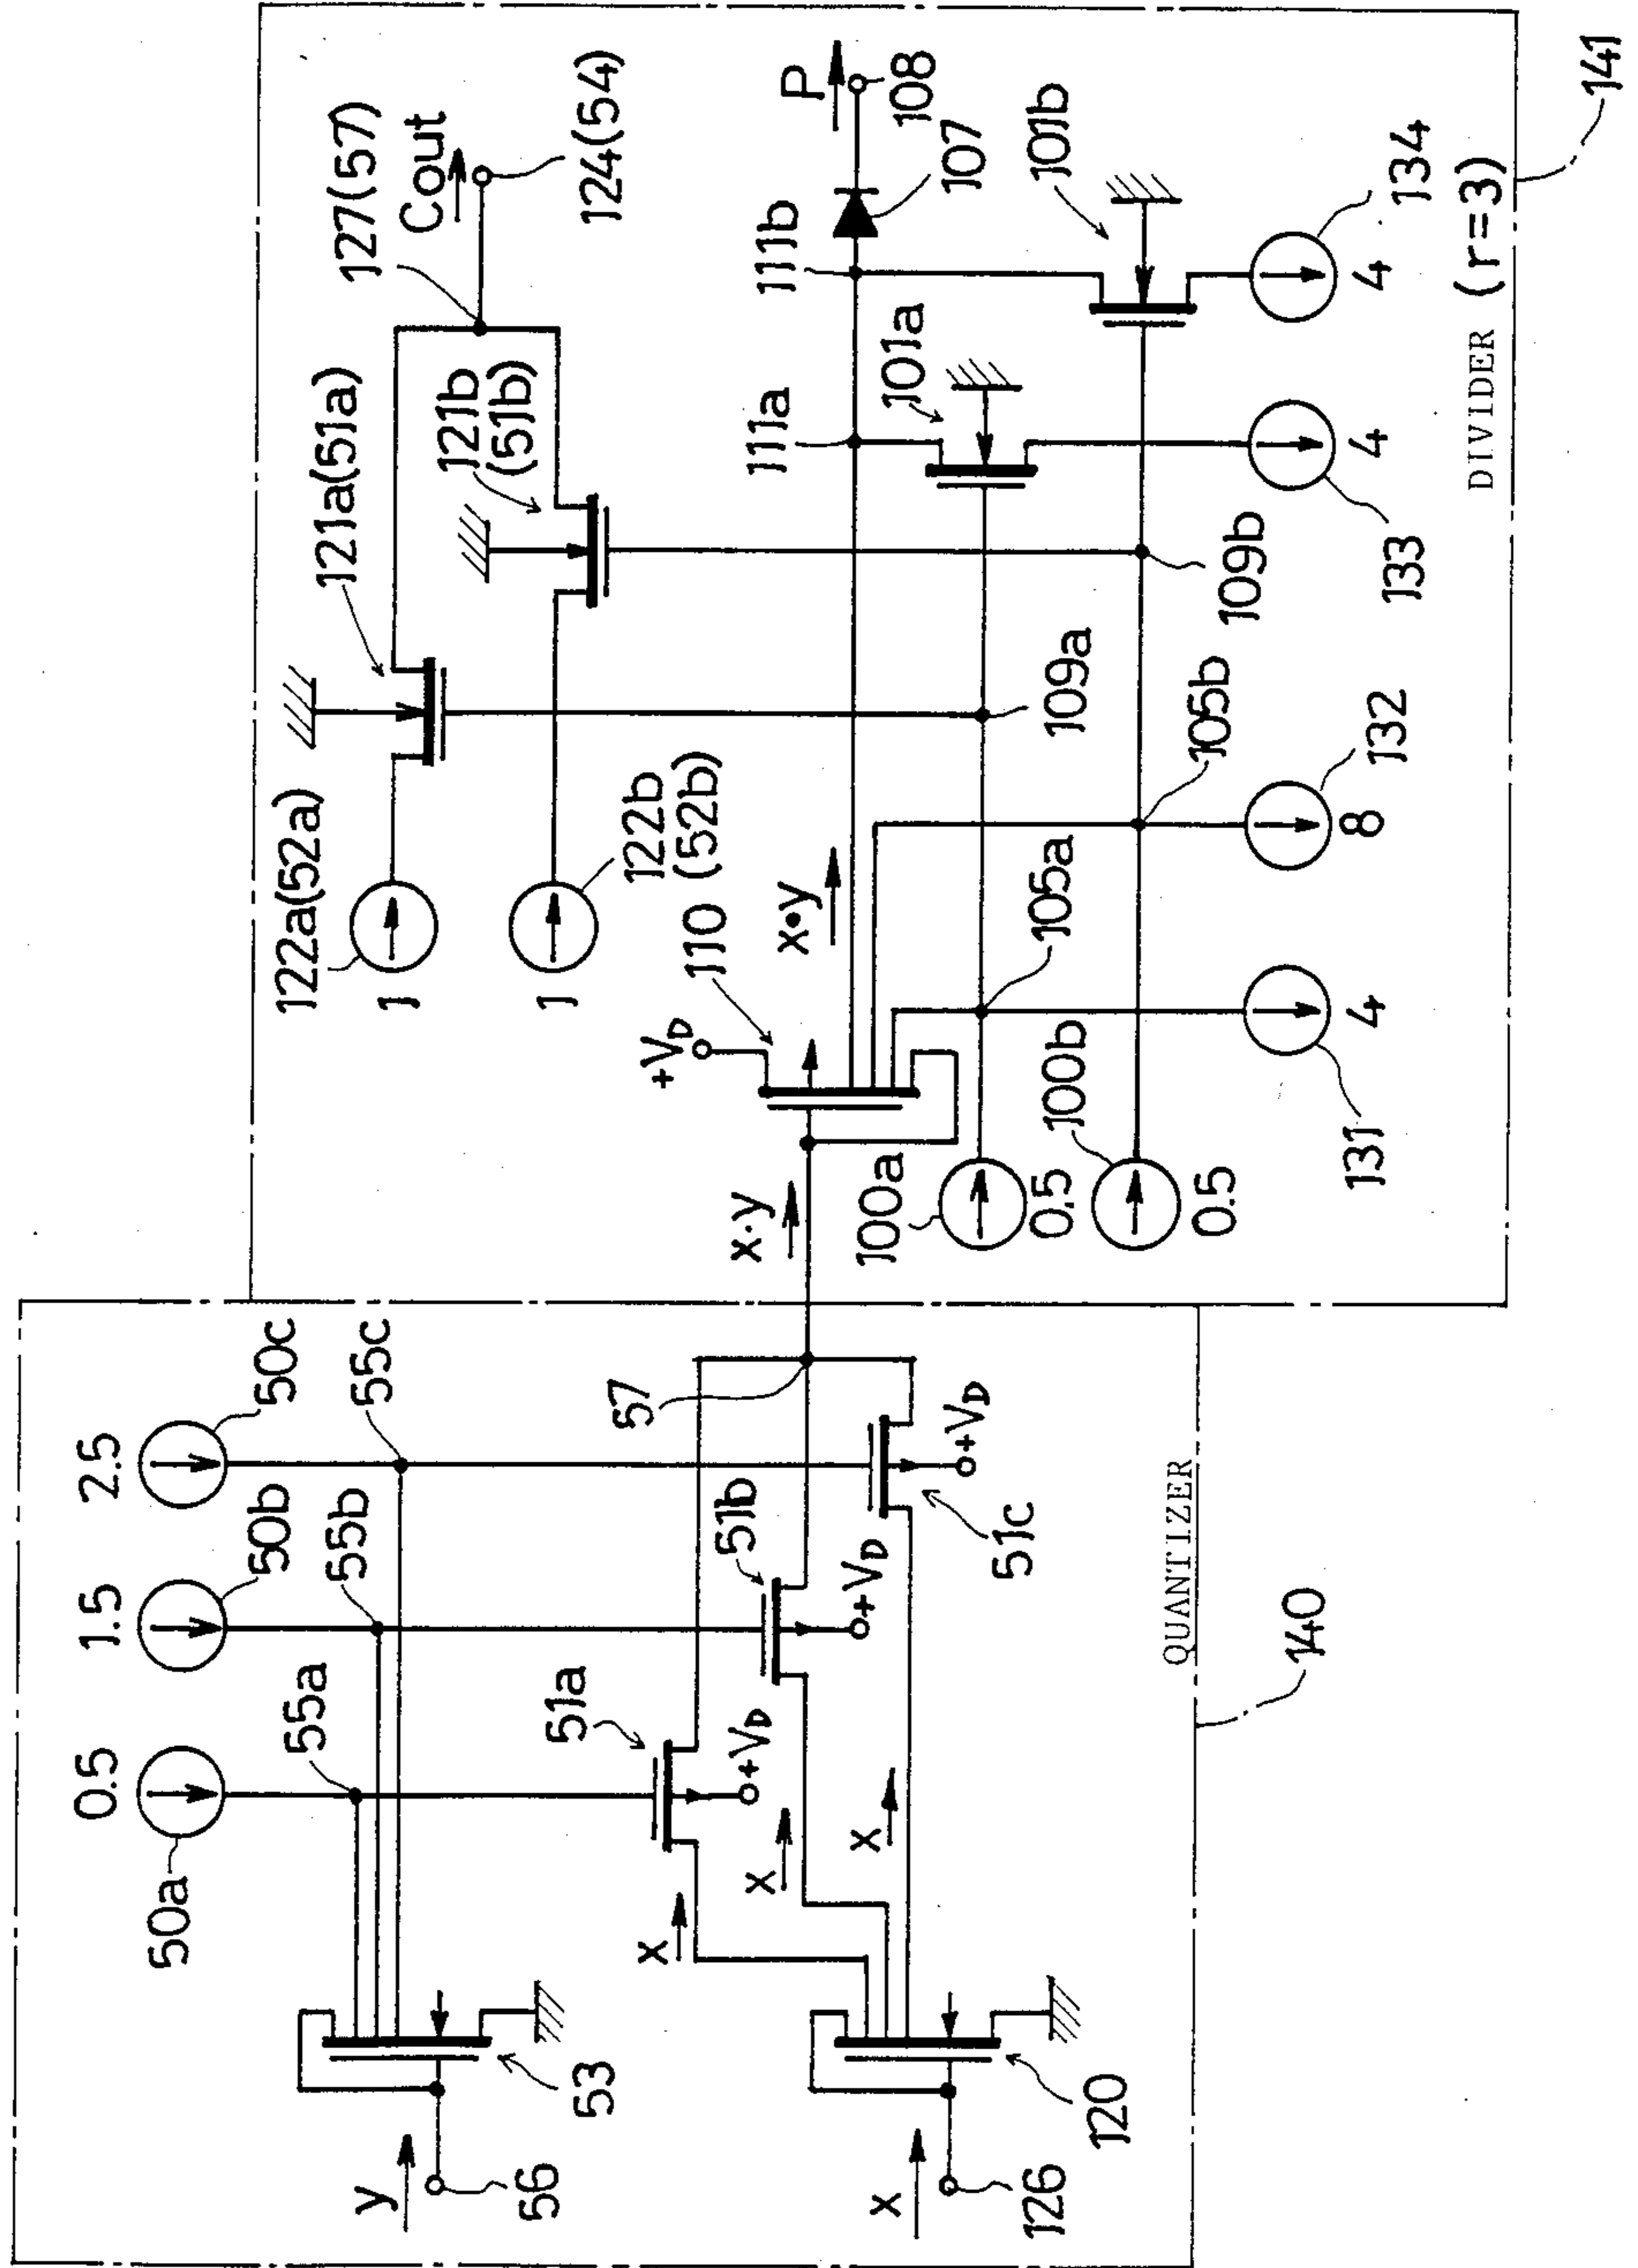 y
56
53
50a
0.5
55a
1.5
50b
55b
2.5
50c
55c
x
126
120
x
x
x
51a
+VD
51b
+VD
51c
+VD
57
QUANTIZER
140
x·y
+VD
110
x·y
100a
0.5
100b
0.5
105a
105b
131
4
132
8
122a(52a)
1
122b
(52b)
1
121a(51a)
121b
(51b)
127(57)
Cout
124(54)
109a
109b
111a
101a
111b
101b
107
P
108
133
4
134
4
DIVIDER (r=3)
141